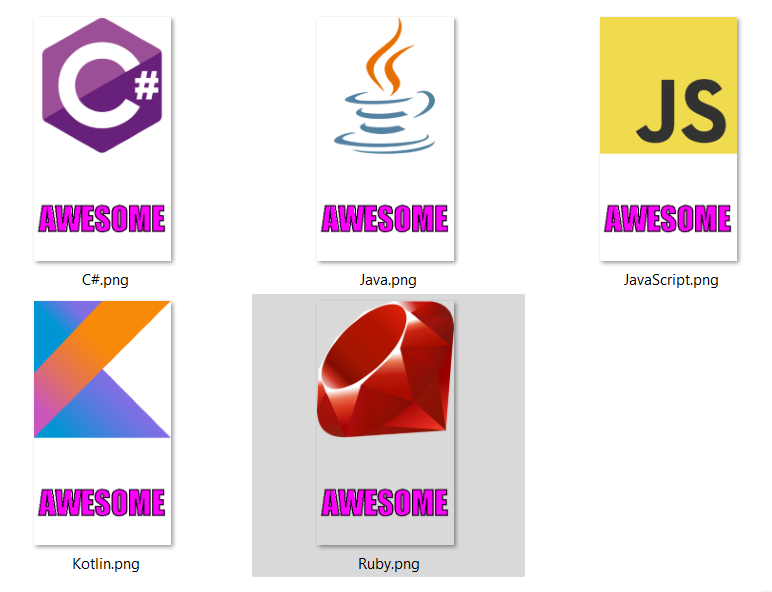 C#
JS
AWESOME
AWESOME
AWESOME
C#.png
Java.png
JavaScript.png
AWESOME
AWESOME
Kotlin.png
Ruby.png